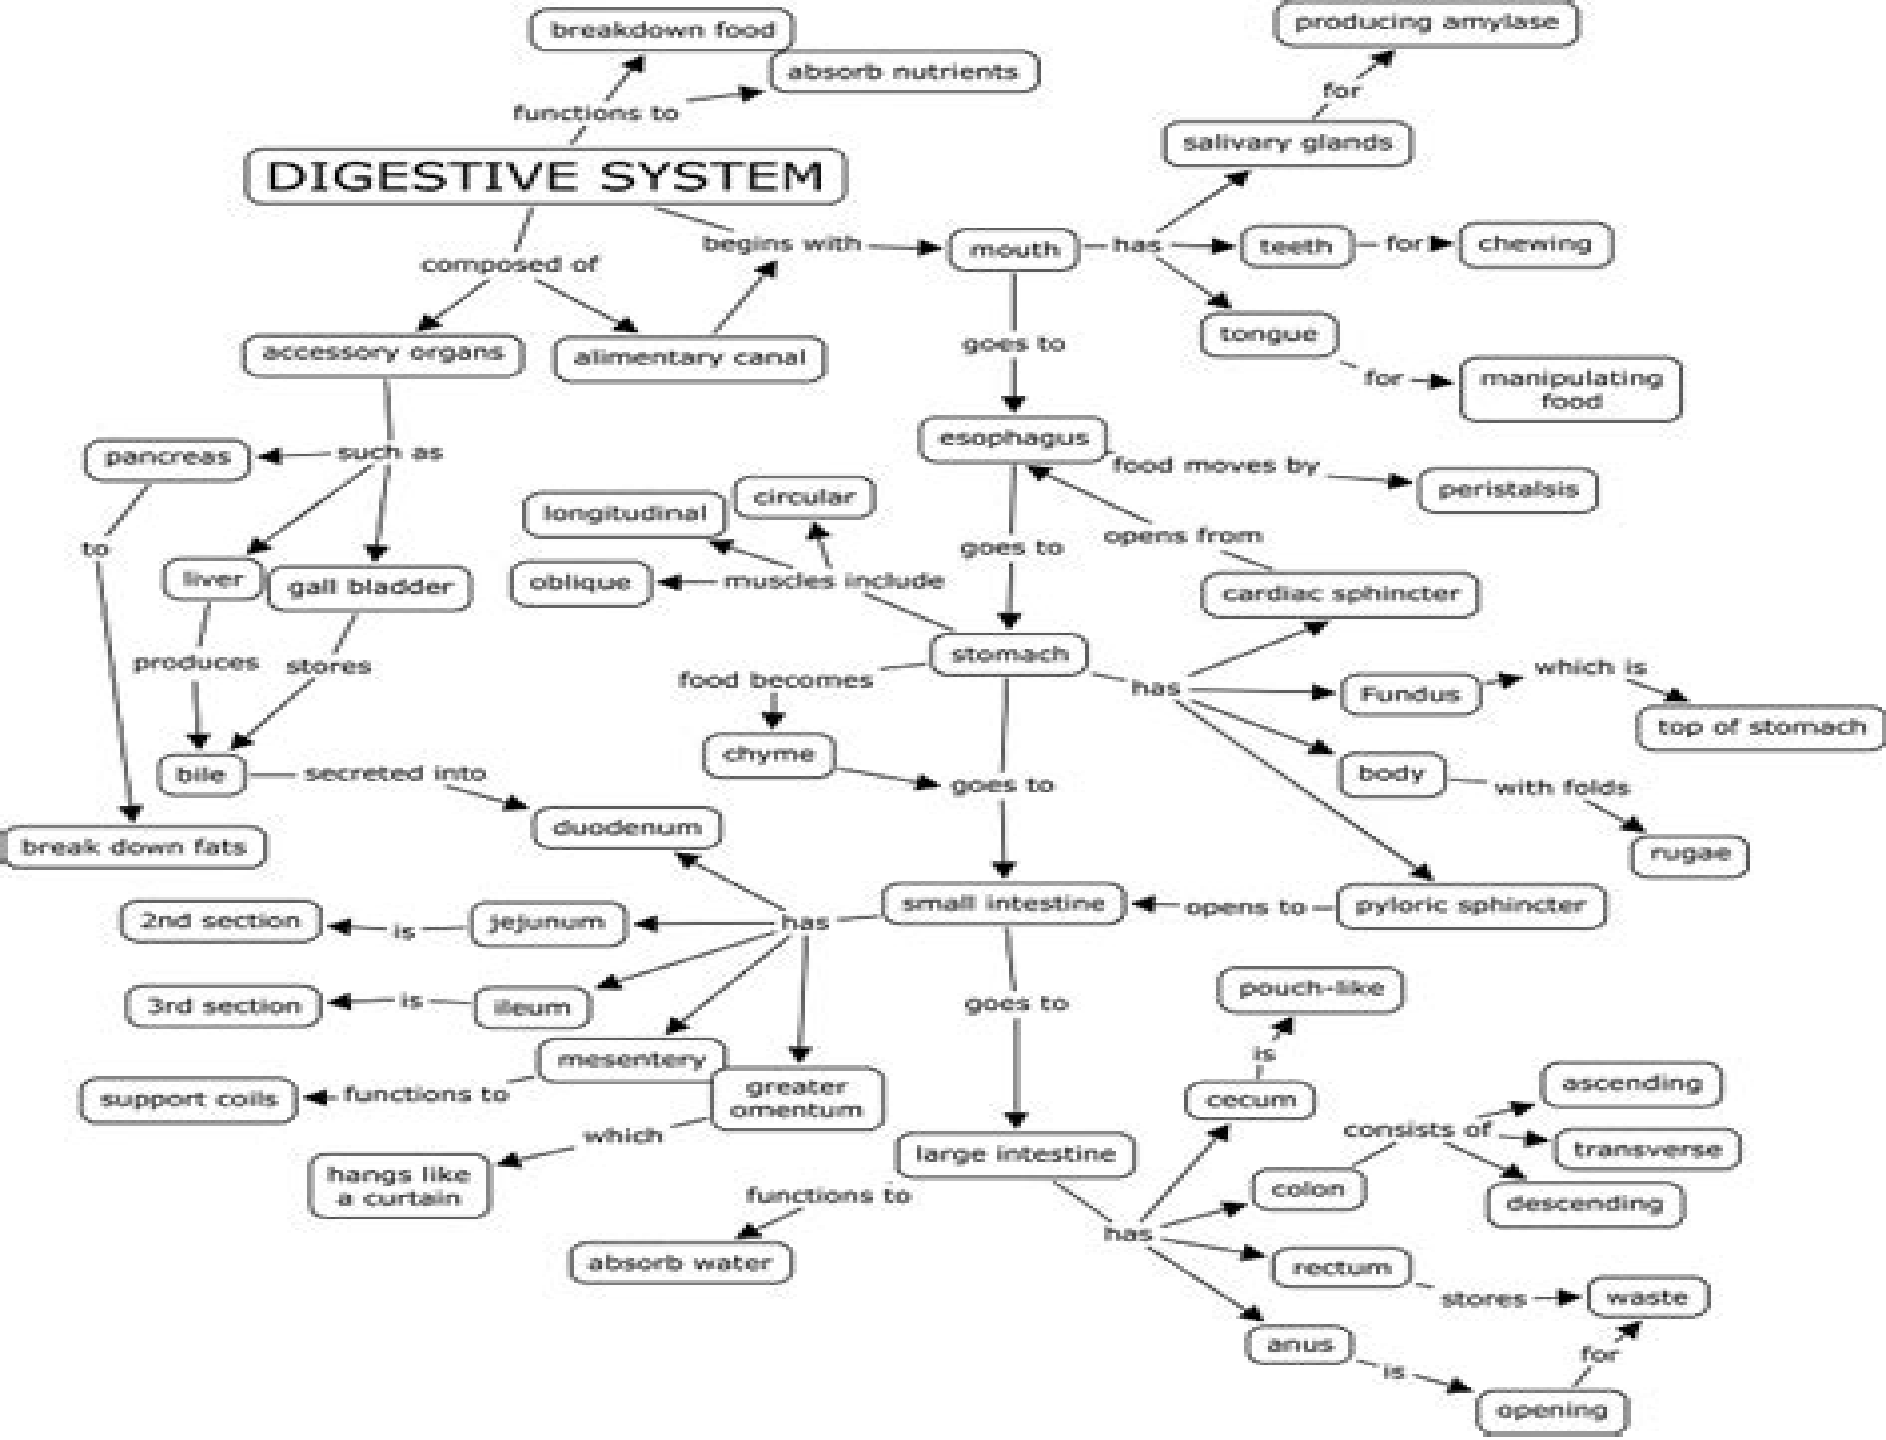 breakdown food
producing amylase
absorb nutrients
for
functions to
salivary glands
DIGESTIVE SYSTEM
begins with
mouth
has
teeth
for
chewing
composed of
tongue
goes to
accessory organs
alimentary canal
for
manipulating
food
esophagus
food moves by
peristalsis
pancreas
such as
longitudinal
circular
opens from
to
goes to
liver
gall bladder
oblique
muscles include
cardiac sphincter
produces
stores
stomach
food becomes
has
Fundus
which is
top of stomach
chyme
bile
secreted into
goes to
body
with folds
duodenum
break down fats
rugae
2nd section
is
jejunum
has
small intestine
opens to
pyloric sphincter
3rd section
is
ileum
goes to
pouch-like
is
mesentery
support coils
functions to
greater
omentum
cecum
ascending
which
consists of
transverse
hangs like
a curtain
large intestine
colon
descending
functions to
has
absorb water
rectum
stores
waste
anus
is
for
opening